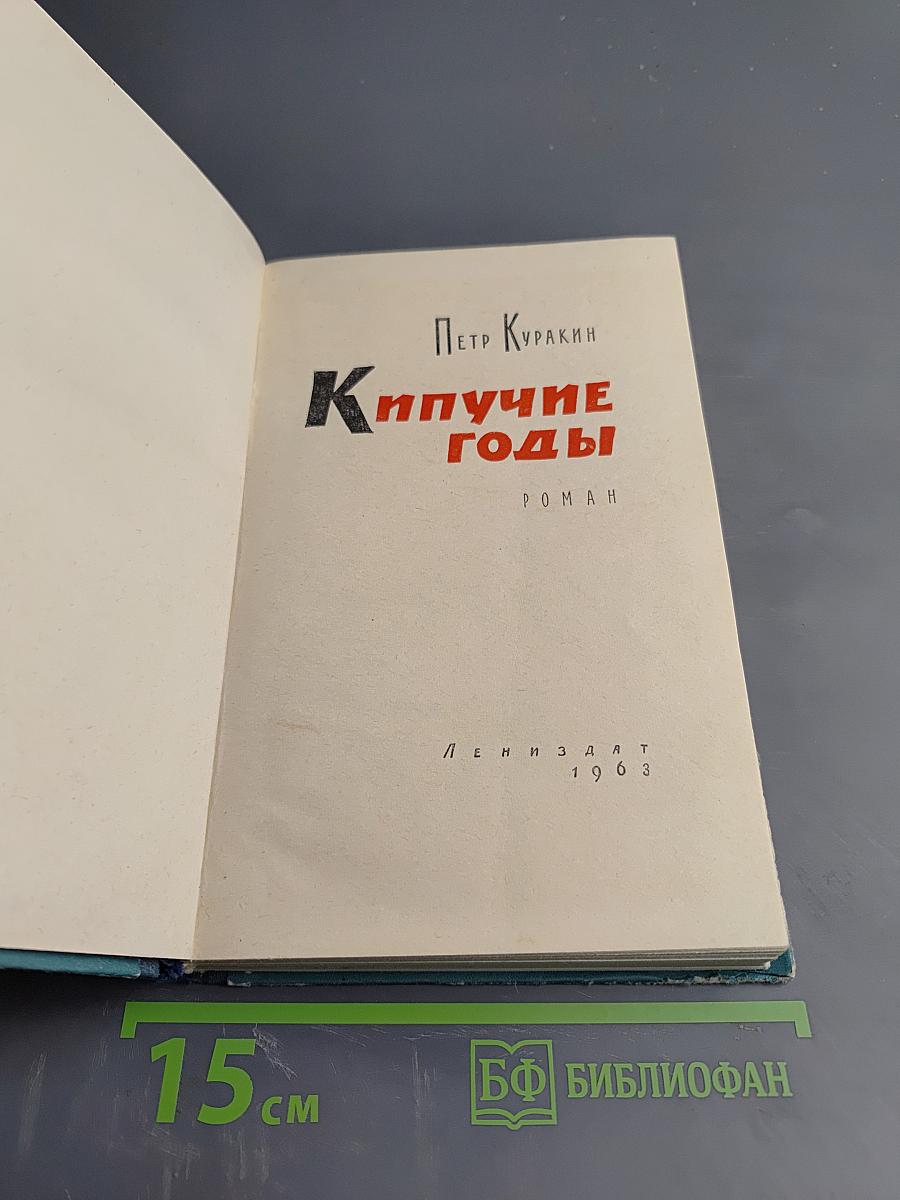 Петр Куракин
Кипучие
годы
роман
Лениздат
1963
15 см
БФ БИБЛИОФАН